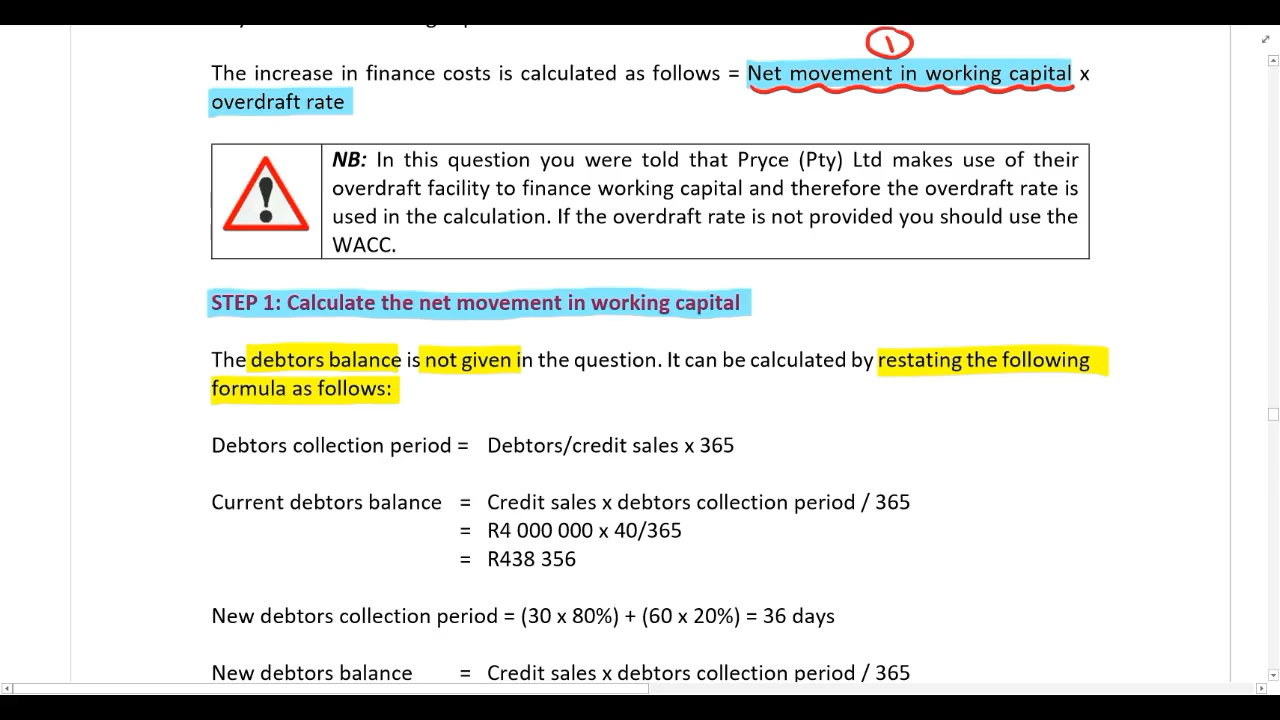 1
The increase in finance costs is calculated as follows = Net movement in working capital x
overdraft rate
NB: In this question you were told that Pryce (Pty) Ltd makes use of their
overdraft facility to finance working capital and therefore the overdraft rate is
used in the calculation. If the overdraft rate is not provided you should use the
WACC.
STEP 1: Calculate the net movement in working capital
The debtors balance is not given in the question. It can be calculated by restating the following
formula as follows:
Debtors collection period = Debtors/credit sales x 365
Current debtors balance = Credit sales x debtors collection period / 365
= R4 000 000 x 40/365
= R438 356
New debtors collection period = (30 x 80%) + (60 x 20%) = 36 days
New debtors balance = Credit sales x debtors collection period / 365